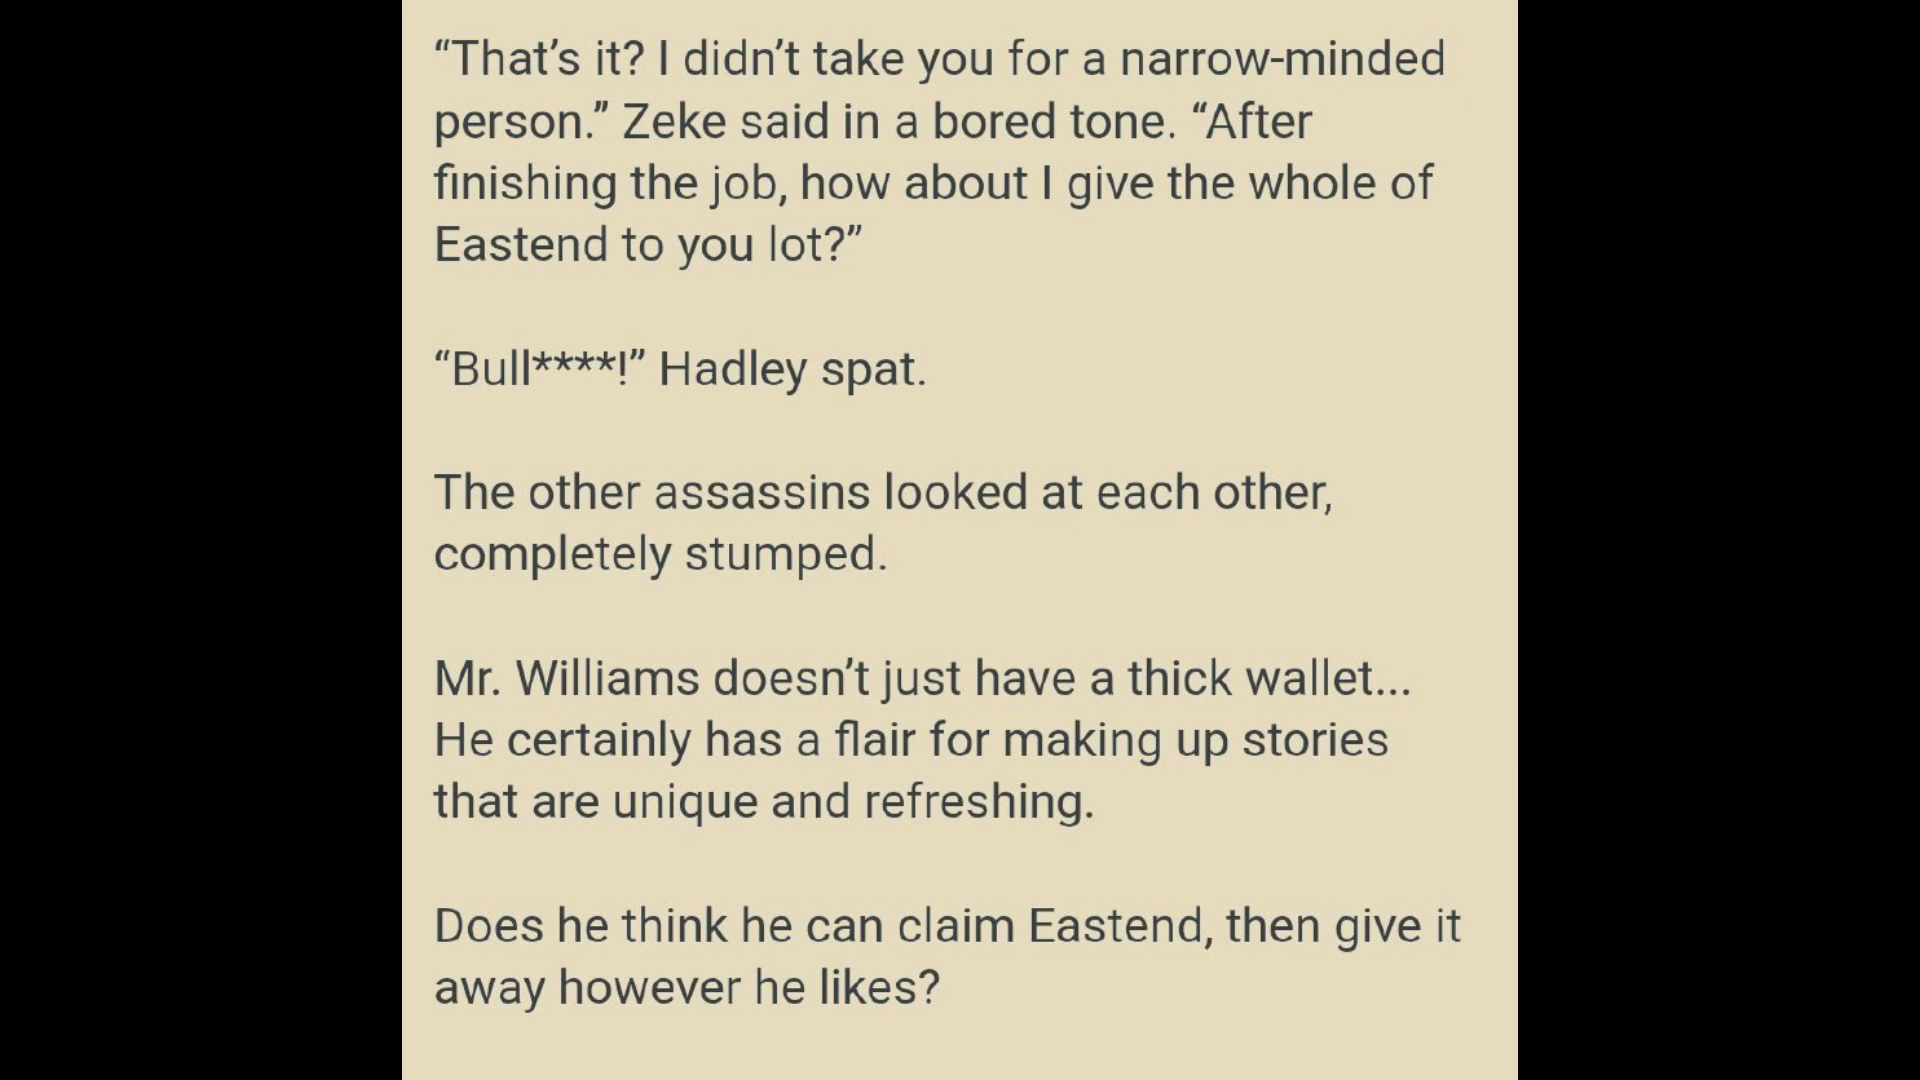 “That’s it? I didn’t take you for a narrow-minded
person.” Zeke said in a bored tone. “After
finishing the job, how about I give the whole of
Eastend to you lot?”
“Bull****!” Hadley spat.
The other assassins looked at each other,
completely stumped.
Mr. Williams doesn’t just have a thick wallet...
He certainly has a flair for making up stories
that are unique and refreshing.
Does he think he can claim Eastend, then give it
away however he likes?